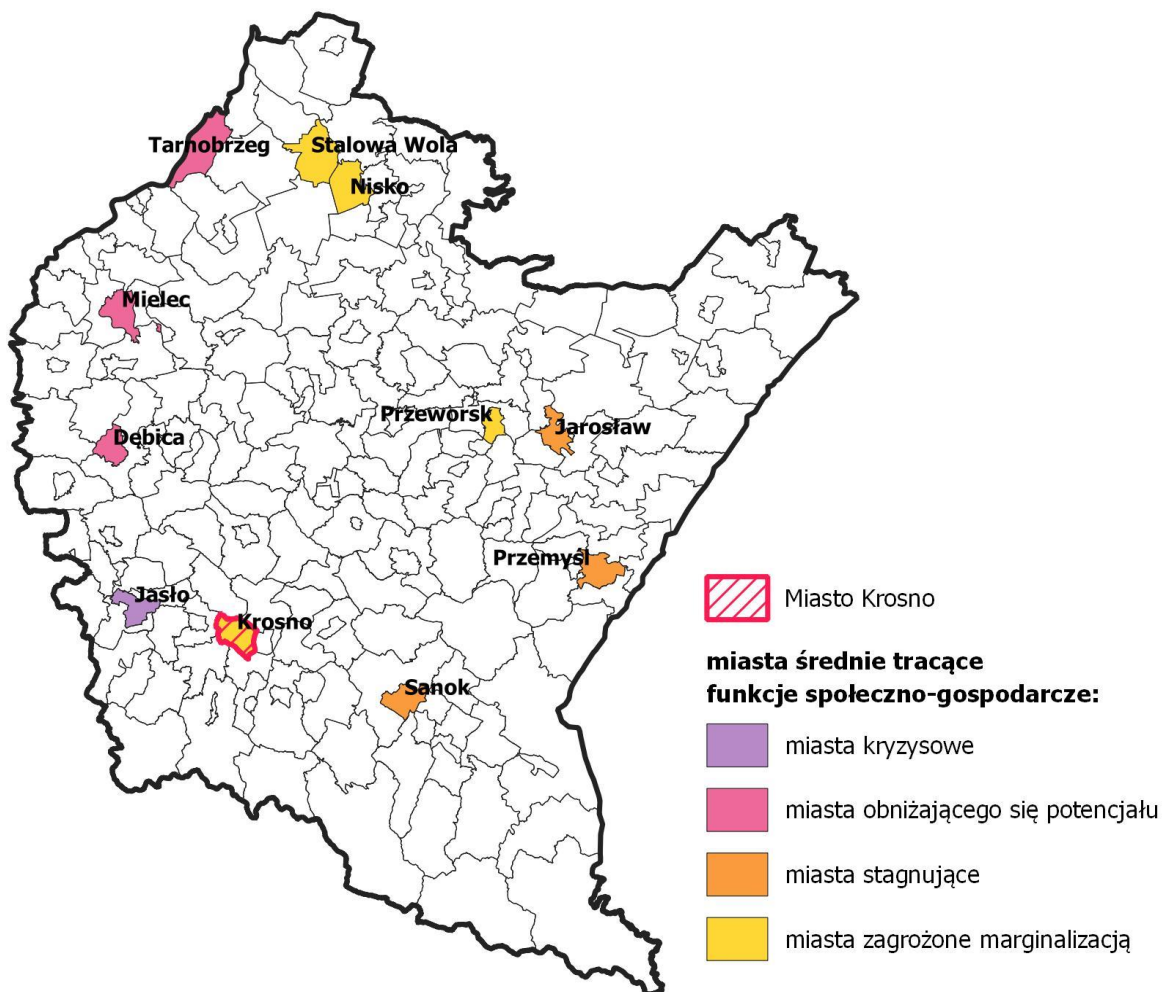 Tarnobrzeg
Stalowa Wola
Nisko
Mielec
Przeworsk
Jarosław
Dębica
Przemyśl
Jasło
Krosno
Sanok
Miasto Krosno
miasta średnie tracące
funkcje społeczno-gospodarcze:
miasta kryzysowe
miasta obniżającego się potencjału
miasta stagnujące
miasta zagrożone marginalizacją